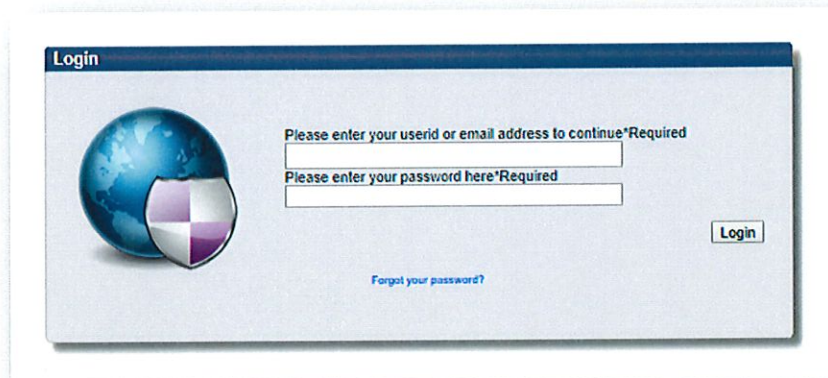 Login
Please enter your userid or email address to continue*Required
Please enter your password here*Required
Login
Forgot your password?